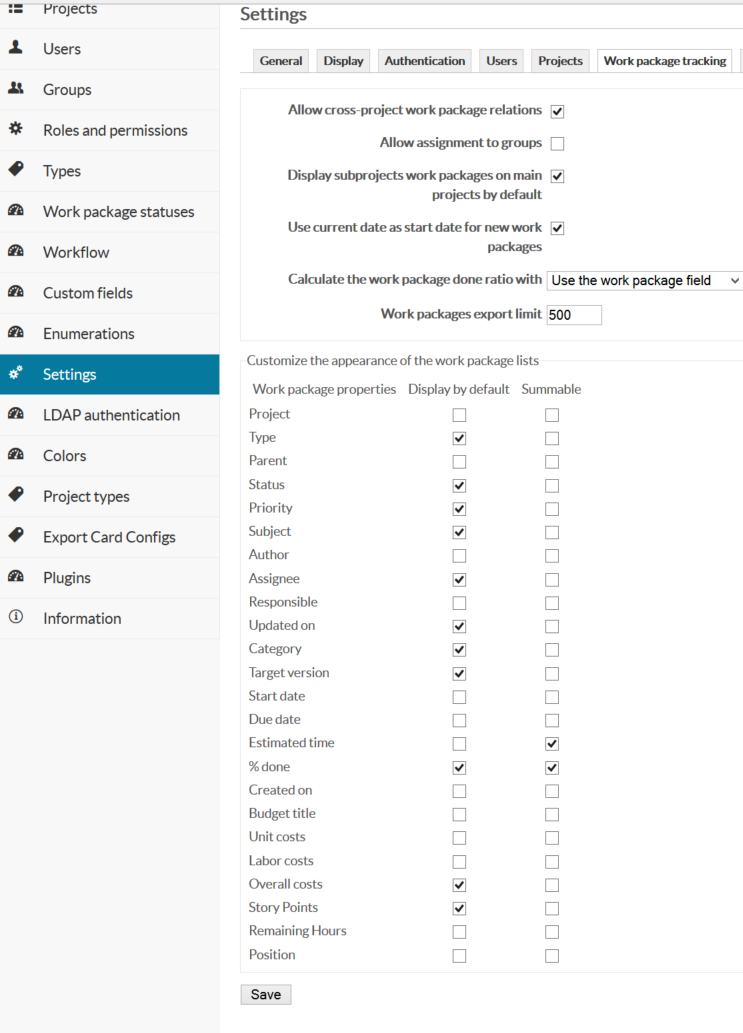 Projects
Users
Groups
Roles and permissions
Types
Work package statuses
Workflow
Custom fields
Enumerations
Settings
LDAP authentication
Colors
Project types
Export Card Configs
Plugins
Information
Settings
General Display Authentication Users Projects Work package tracking
Allow cross-project work package relations
Allow assignment to groups
Display subprojects work packages on main
projects by default
Use current date as start date for new work
packages
Calculate the work package done ratio with Use the work package field
Work packages export limit 500
Customize the appearance of the work package lists
Work package properties Display by default Summable
Project
Type
Parent
Status
Priority
Subject
Author
Assignee
Responsible
Updated on
Category
Target version
Start date
Due date
Estimated time
% done
Created on
Budget title
Unit costs
Labor costs
Overall costs
Story Points
Remaining Hours
Position
Save